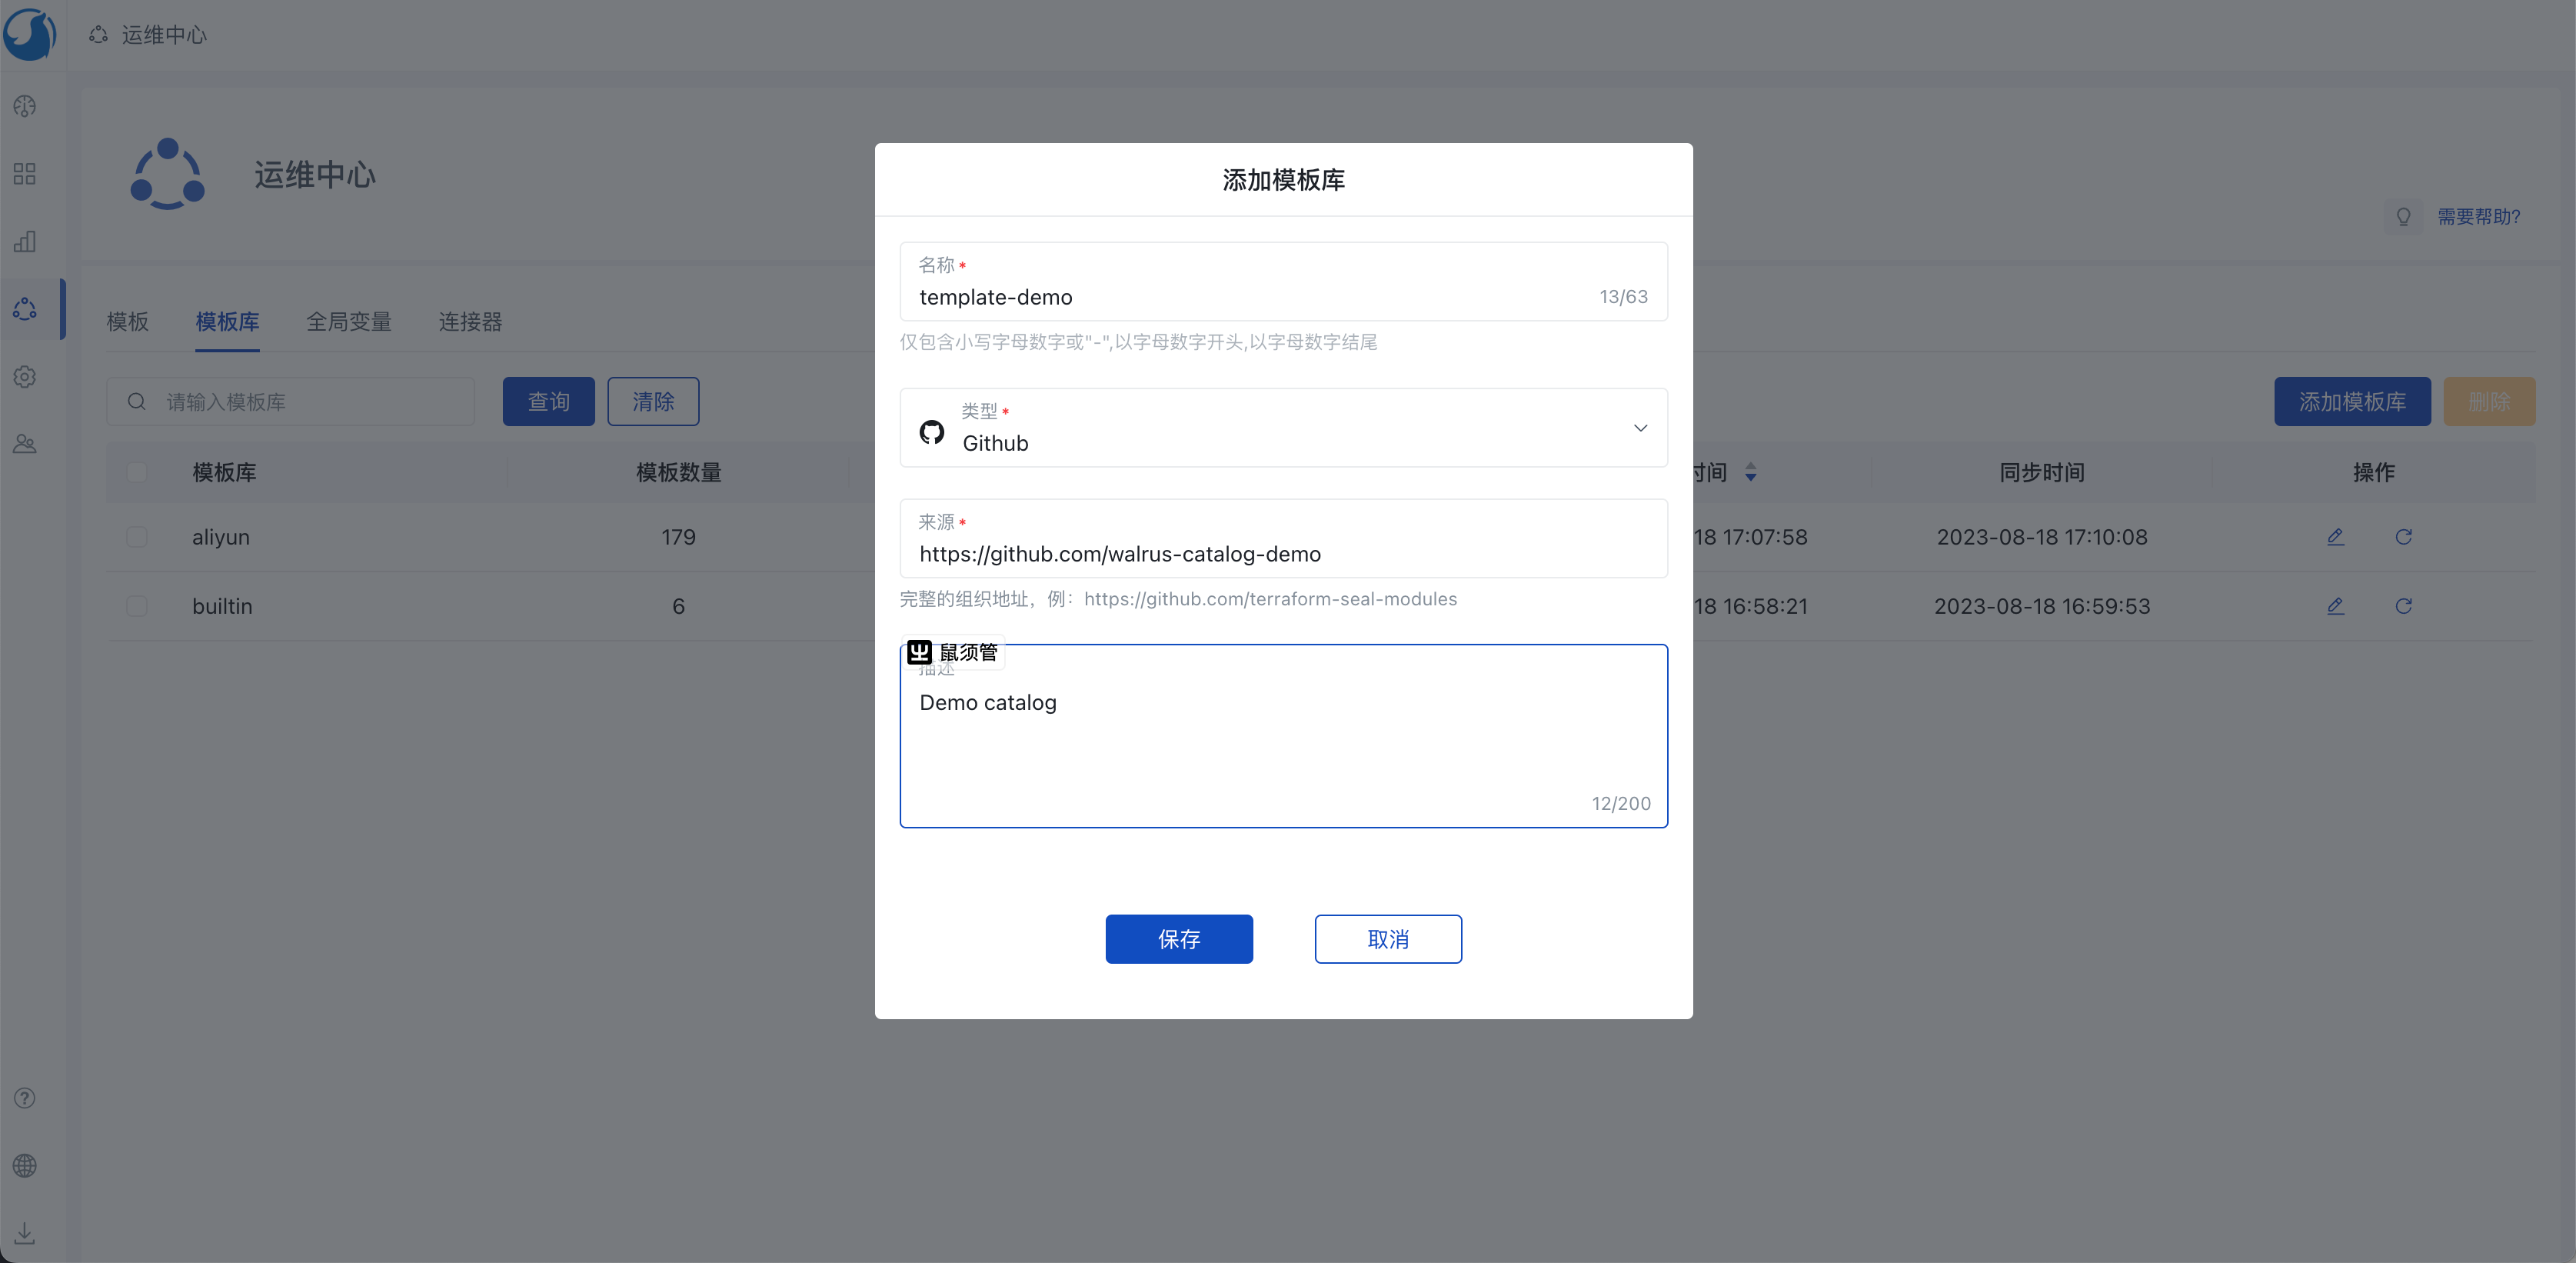 运维中心
运维中心
需要帮助?
模板 模板库 全局变量 连接器
请输入模板库 查询 清除 添加模板库 删除
模板库 模板数量 时间 同步时间 操作
aliyun 179 18 17:07:58 2023-08-18 17:10:08
builtin 6 18 16:58:21 2023-08-18 16:59:53
添加模板库
名称*
template-demo 13/63
仅包含小写字母数字或"-",以字母数字开头,以字母数字结尾
类型*
Github
来源*
https://github.com/walrus-catalog-demo
完整的组织地址，例：https://github.com/terraform-seal-modules
鼠须管
描述
Demo catalog
12/200
保存 取消